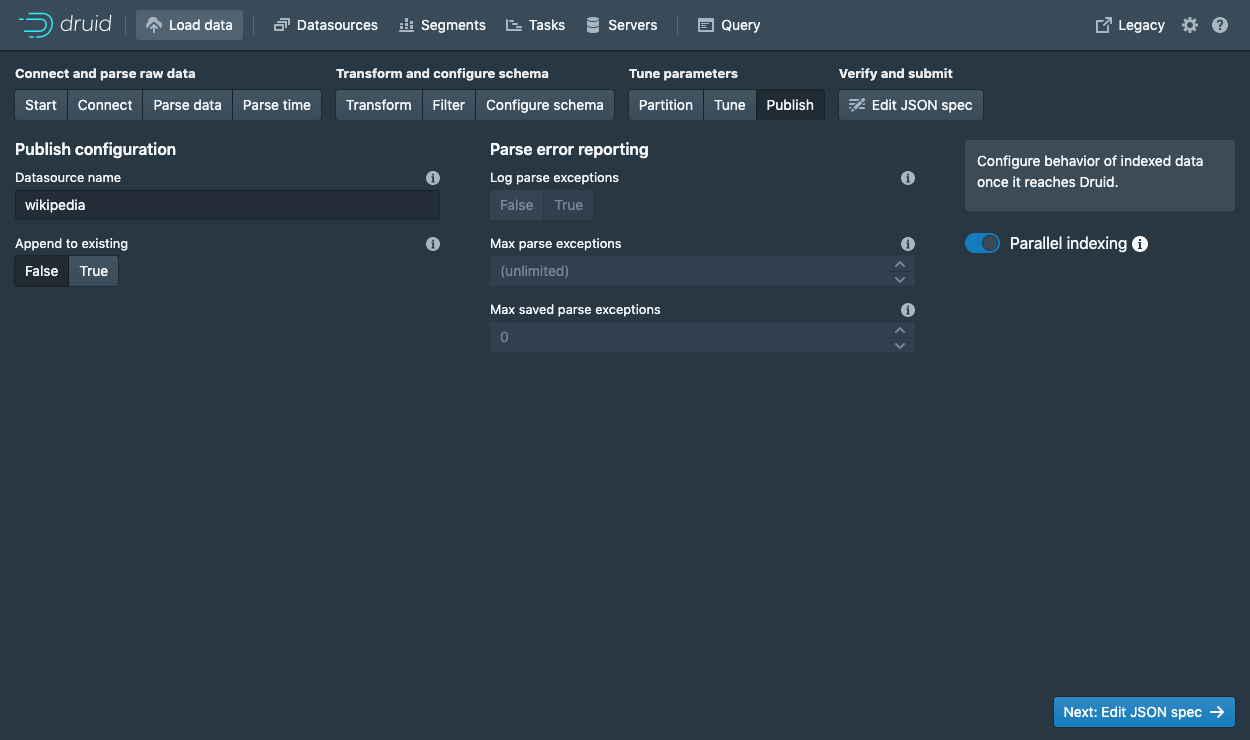 druid Load data Datasources Segments Tasks Servers Query Legacy
Connect and parse raw data Transform and configure schema Tune parameters Verify and submit
Start Connect Parse data Parse time Transform Filter Configure schema Partition Tune Publish Edit JSON spec
Publish configuration
Datasource name
wikipedia
Append to existing
False True
Parse error reporting
Log parse exceptions
False True
Max parse exceptions
(unlimited)
Max saved parse exceptions
0
Configure behavior of indexed data
once it reaches Druid.
Parallel indexing
Next: Edit JSON spec